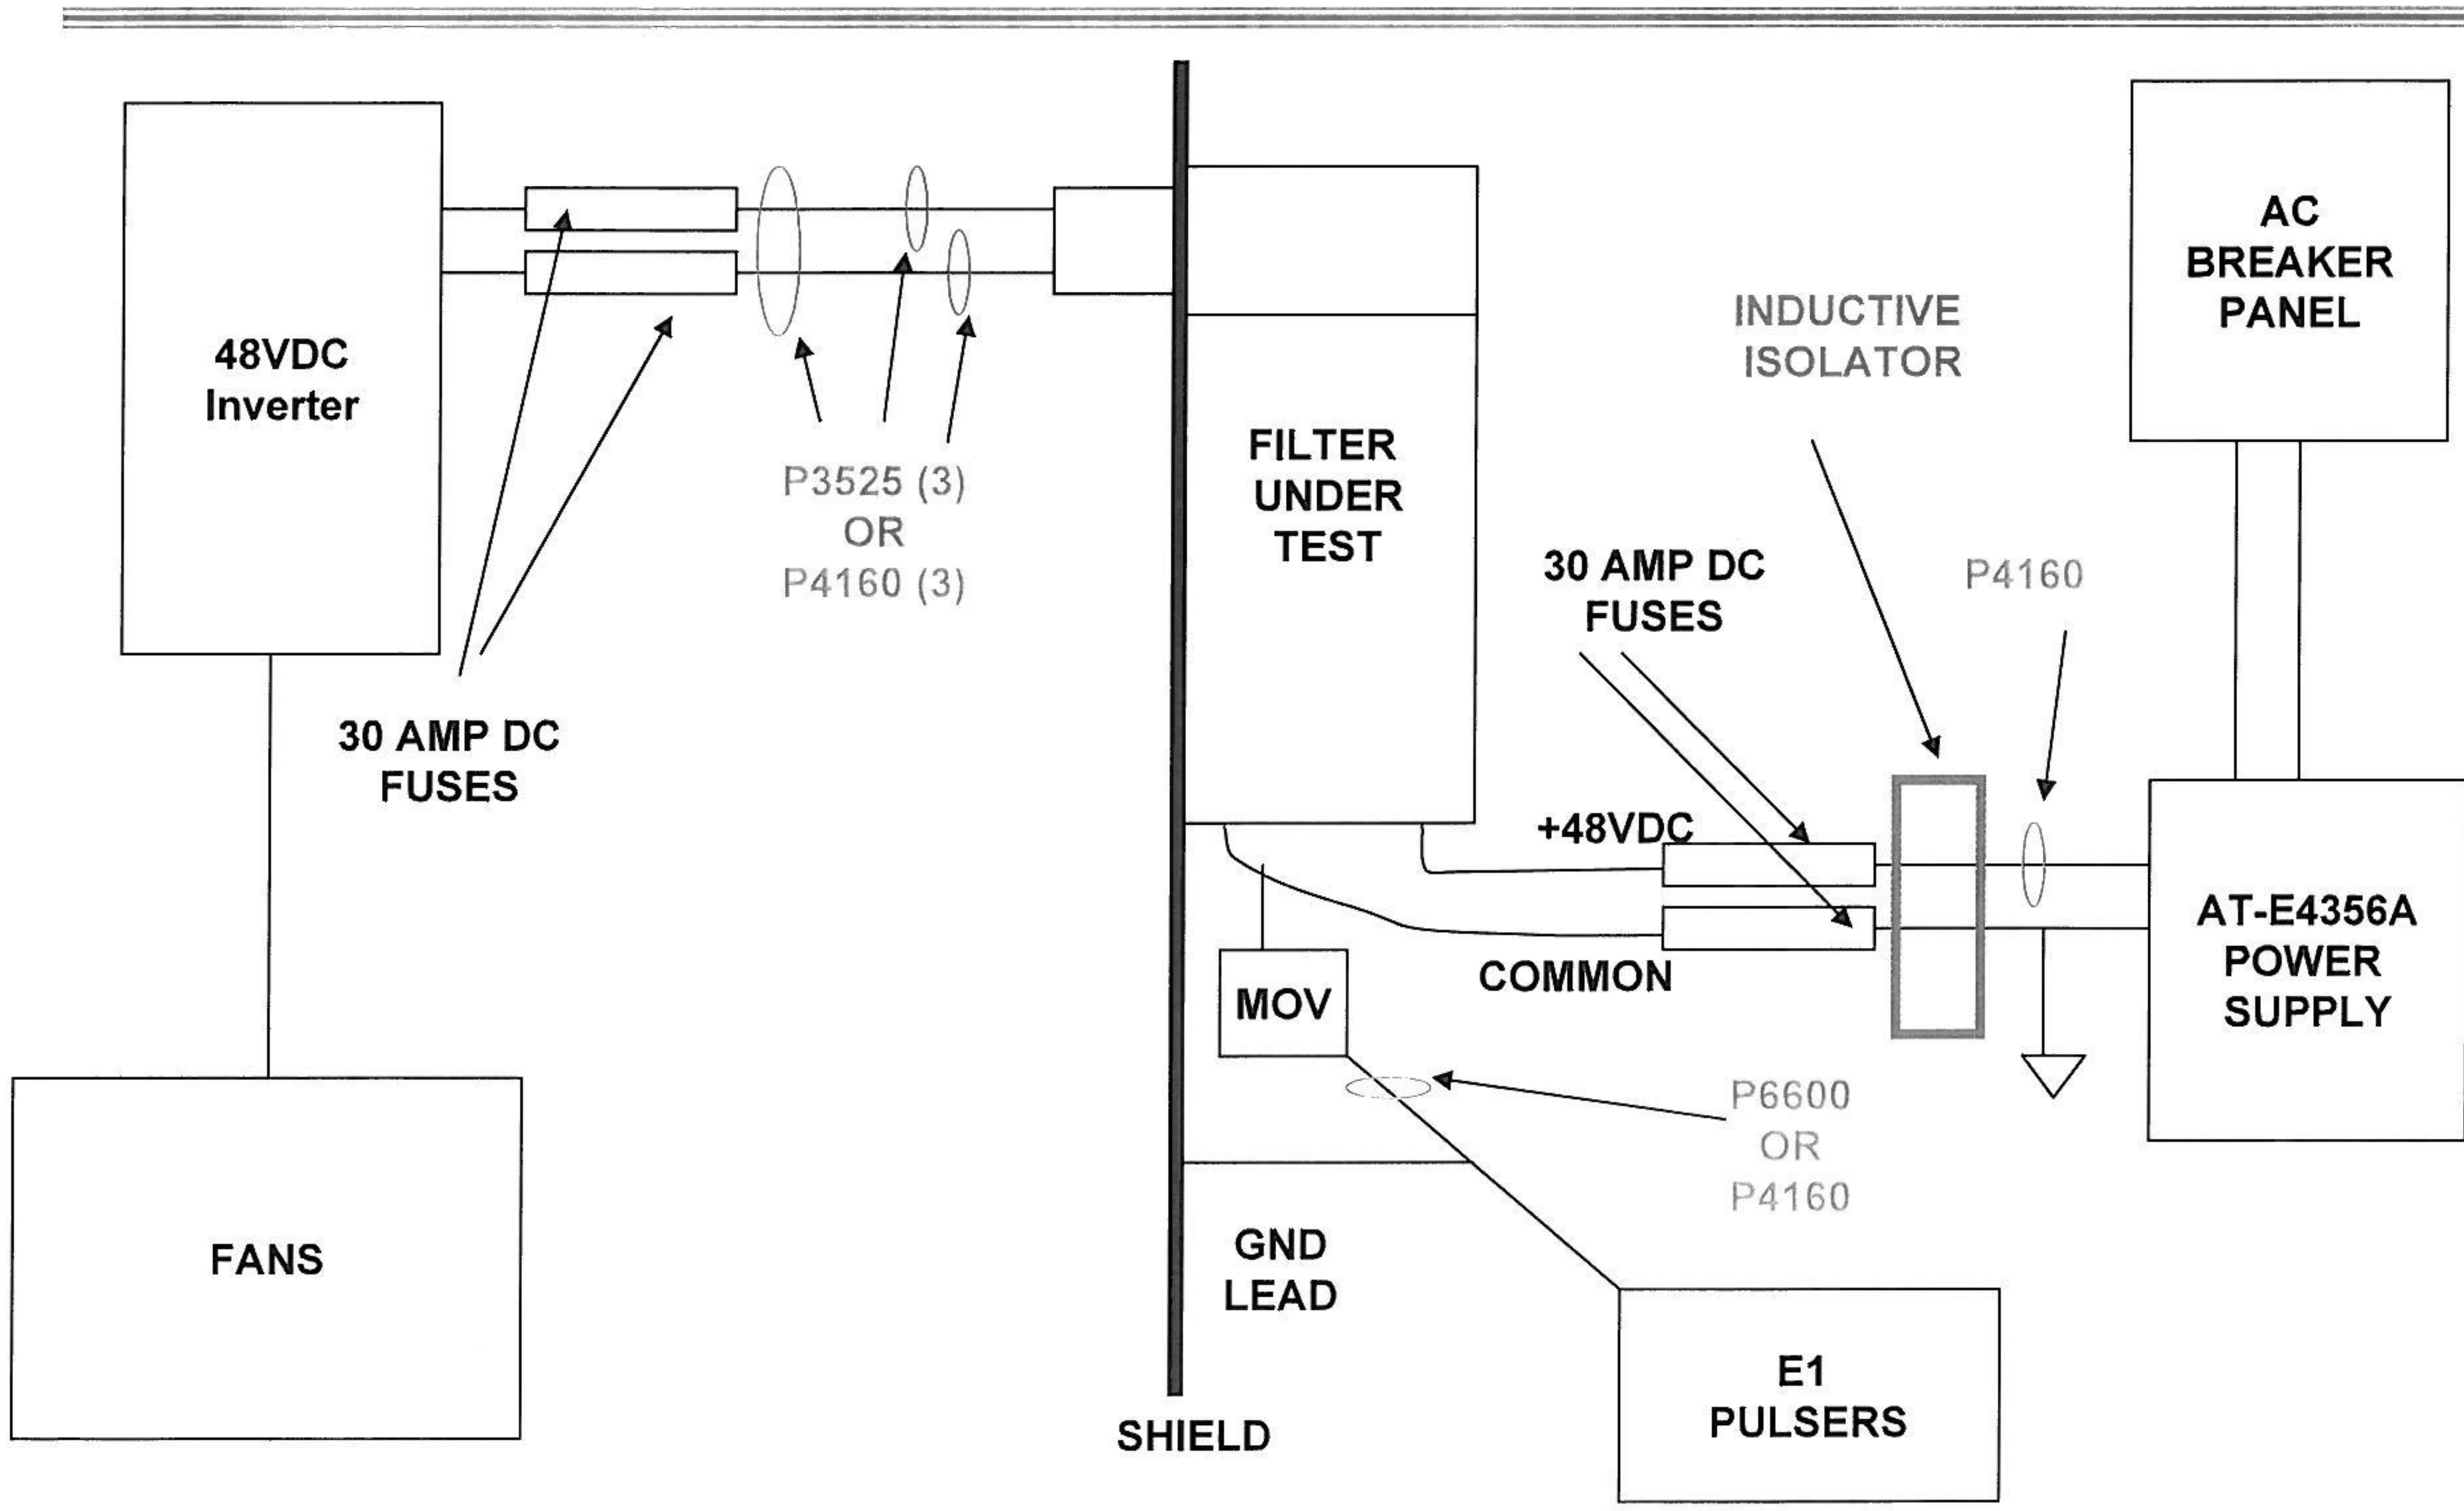 48VDC
Inverter
30 AMP DC
FUSES
FANS
P3525 (3)
OR
P4160 (3)
SHIELD
FILTER
UNDER
TEST
MOV
GND
LEAD
+48VDC
COMMON
30 AMP DC
FUSES
INDUCTIVE
ISOLATOR
P4160
AC
BREAKER
PANEL
AT-E4356A
POWER
SUPPLY
P6600
OR
P4160
E1
PULSERS